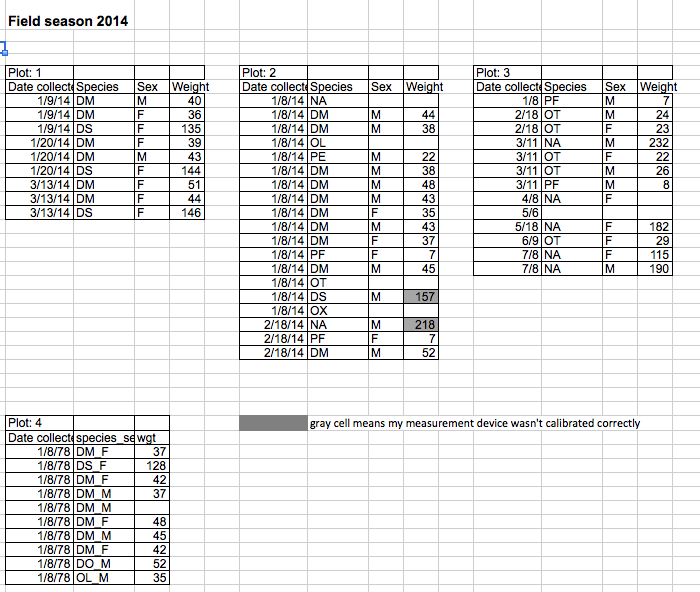 Field season 2014
Plot: 1
Date collecte Species Sex Weight
1/9/14 DM M 40
1/9/14 DM F 36
1/9/14 DS F 135
1/20/14 DM F 39
1/20/14 DM M 43
1/20/14 DS F 144
3/13/14 DM F 51
3/13/14 DM F 44
3/13/14 DS F 146
Plot: 2
Date collecte Species Sex Weight
1/8/14 NA
1/8/14 DM M 44
1/8/14 DM M 38
1/8/14 OL
1/8/14 PE M 22
1/8/14 DM M 38
1/8/14 DM M 48
1/8/14 DM M 43
1/8/14 DM F 35
1/8/14 DM M 43
1/8/14 DM F 37
1/8/14 PF F 7
1/8/14 DM M 45
1/8/14 OT
1/8/14 DS M 157
1/8/14 OX
2/18/14 NA M 218
2/18/14 PF F 7
2/18/14 DM M 52
Plot: 3
Date collecte Species Sex Weight
1/8 PF M 7
2/18 OT M 24
2/18 OT F 23
3/11 NA M 232
3/11 OT F 22
3/11 OT M 26
3/11 PF M 8
4/8 NA F
5/6
5/18 NA F 182
6/9 OT F 29
7/8 NA F 115
7/8 NA M 190
Plot: 4
Date collecte species_se wgt
1/8/78 DM_F 37
1/8/78 DS_F 128
1/8/78 DM_F 42
1/8/78 DM_M 37
1/8/78 DM_M
1/8/78 DM_F 48
1/8/78 DM_M 45
1/8/78 DM_F 42
1/8/78 DO_M 52
1/8/78 OL_M 35
gray cell means my measurement device wasn't calibrated correctly